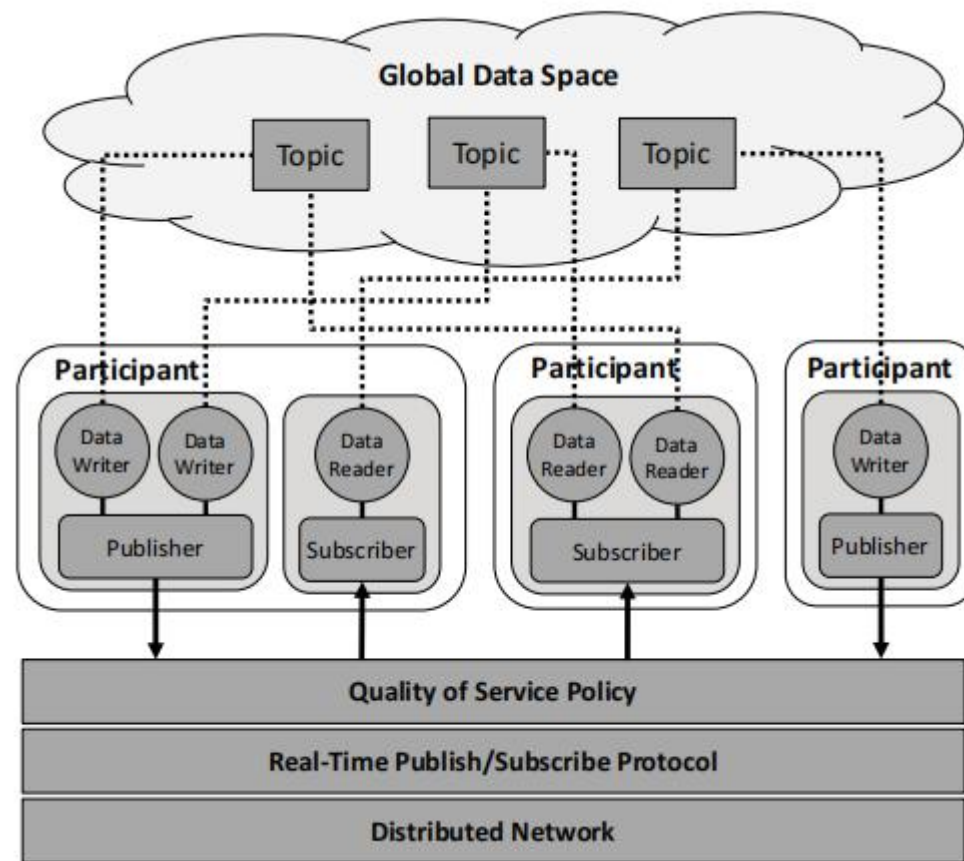 Global Data Space
Topic
Topic
Topic
Participant
Participant
Participant
Data
Writer
Data
Writer
Data
Reader
Data
Reader
Data
Reader
Data
Writer
Publisher
Subscriber
Subscriber
Publisher
Quality of Service Policy
Real-Time Publish/Subscribe Protocol
Distributed Network